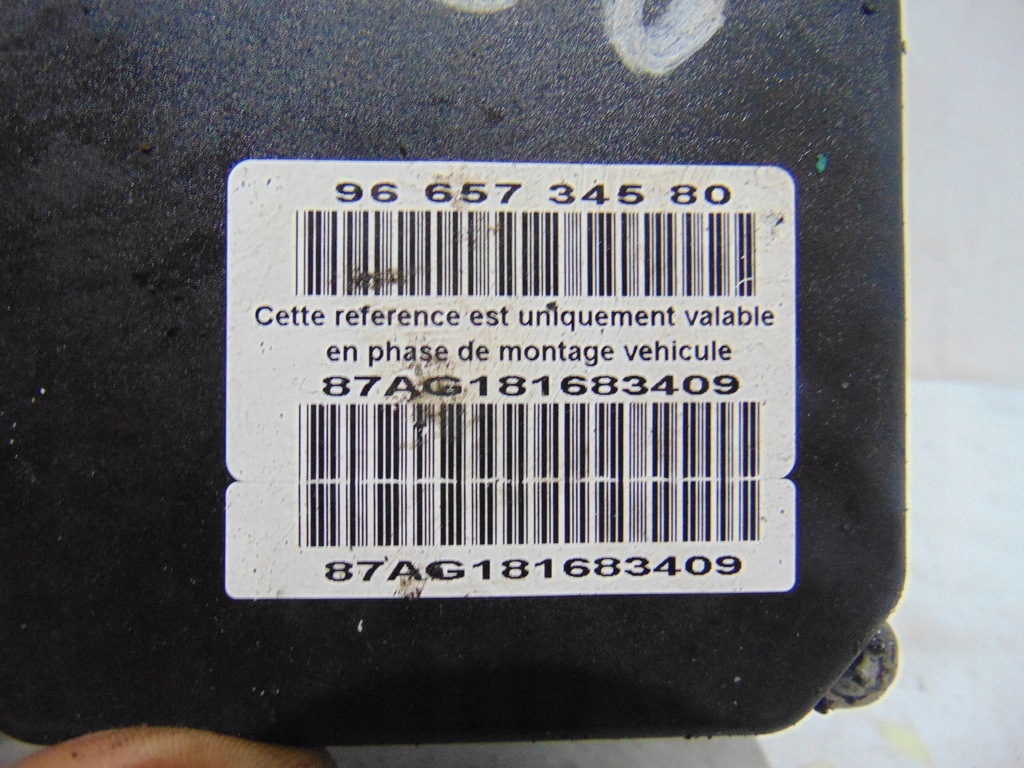 96 657 345 80
Cette reference est uniquement valable
en phase de montage vehicule
87AG181683409
87AG181683409